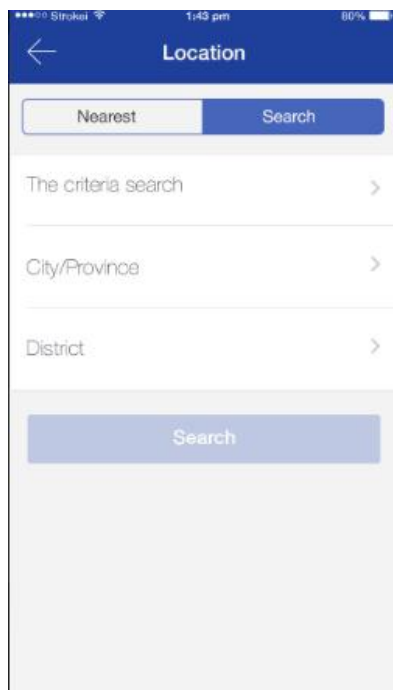 Strokei 1:43 pm 80%
Location
Nearest Search
The criteria search
City/Province
District
Search